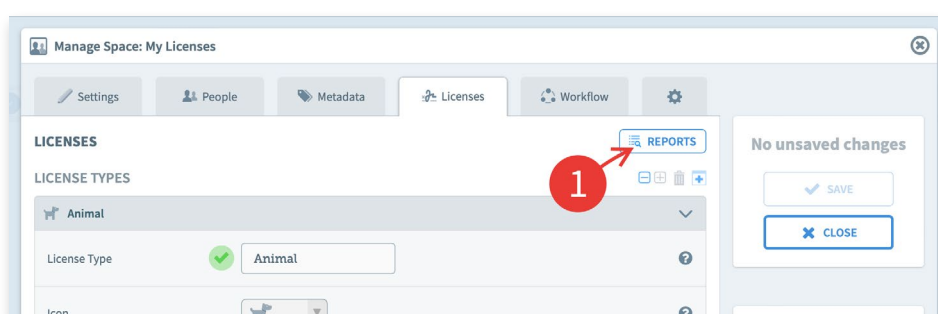 Manage Space: My Licenses
Settings People Metadata Licenses Workflow
LICENSES
REPORTS
No unsaved changes
LICENSE TYPES
1
SAVE
Animal
CLOSE
License Type
Animal
Icon